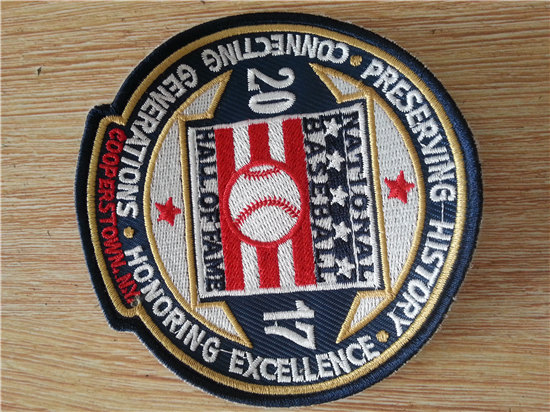 PRESERVING HISTORY • HONORING EXCELLENCE • CONNECTING GENERATIONS •
20 17
NATIONAL
BASEBALL
HALL OF FAME
COOPERSTOWN, NY